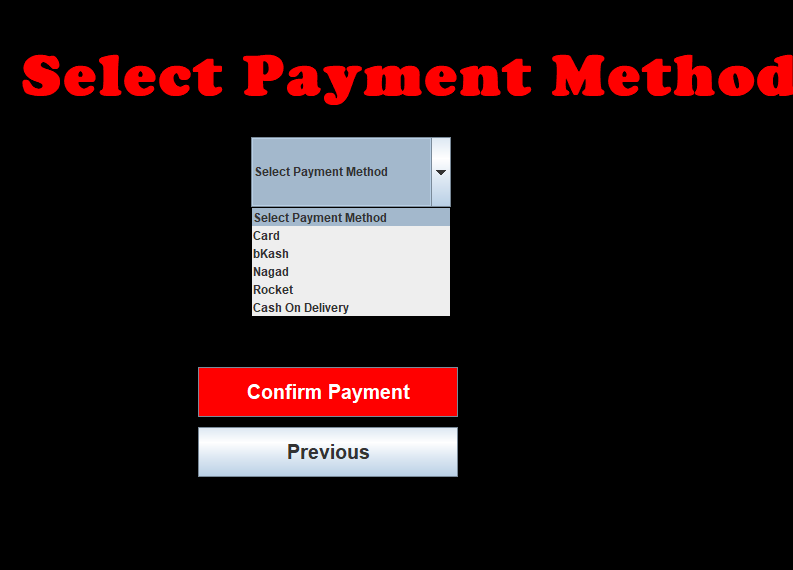 Select Payment Method
Select Payment Method
Select Payment Method
Card
bKash
Nagad
Rocket
Cash On Delivery
Confirm Payment
Previous